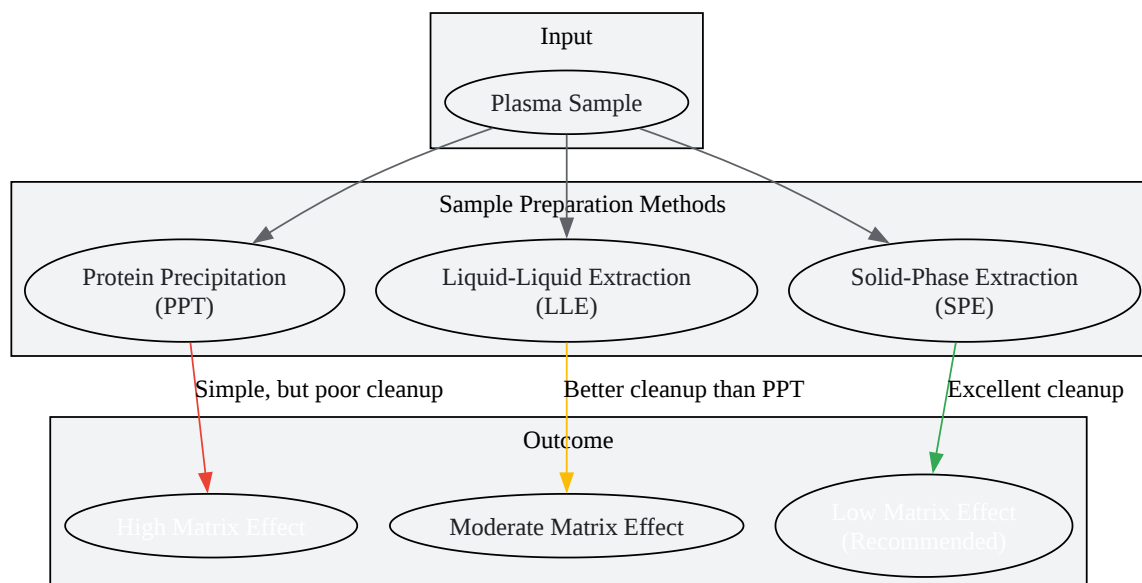 Input
Plasma Sample
Sample Preparation Methods
Protein Precipitation
(PPT)
Liquid-Liquid Extraction
(LLE)
Solid-Phase Extraction
(SPE)
Simple, but poor cleanup
Better cleanup than PPT
Excellent cleanup
Outcome
High Matrix Effect
Moderate Matrix Effect
Low Matrix Effect
(Recommended)